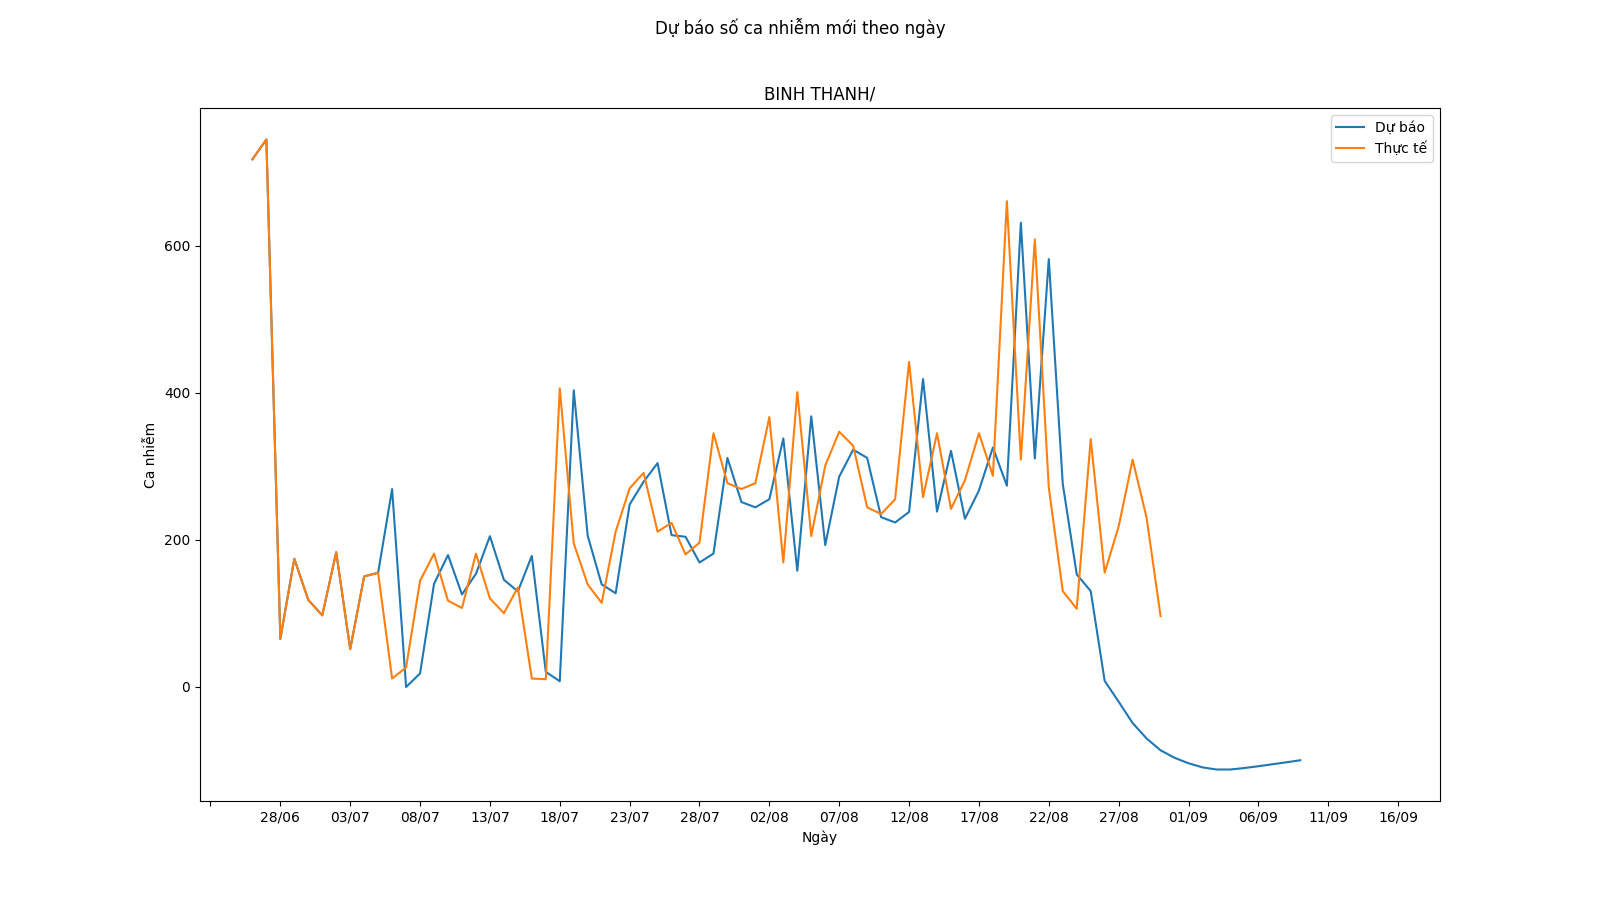 Dự báo số ca nhiễm mới theo ngày
BINH THANH/
Dự báo
Thực tế
Ca nhiễm
600
400
200
0
28/06 03/07 08/07 13/07 18/07 23/07 28/07 02/08 07/08 12/08 17/08 22/08 27/08 01/09 06/09 11/09 16/09
Ngày